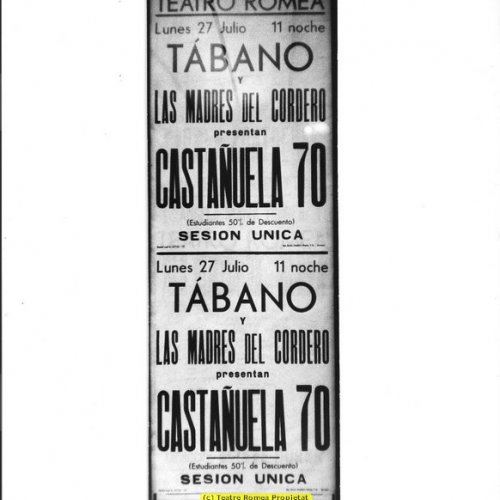 TEATRO ROMEA
Lunes 27 Julio 11 noche
TÁBANO
Y
LAS MADRES DEL CORDERO
presentan
CASTAÑUELA 70
(Estudiantes 50% de Descuento)
SESION UNICA
Lunes 27 Julio 11 noche
TÁBANO
Y
LAS MADRES DEL CORDERO
presentan
CASTAÑUELA 70
(Estudiantes 50% de Descuento)
SESION UNICA
(c) Teatro Romea Propietat